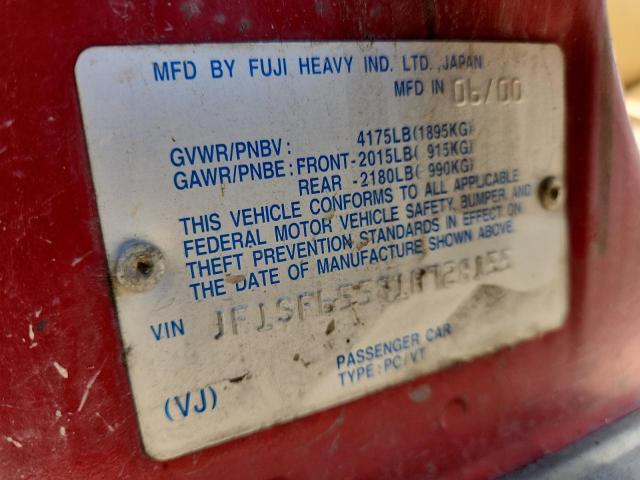 MFD BY FUJI HEAVY IND. LTD. JAPAN
MFD IN 06/00
GVWR/PNBV: 4175LB(1895KG)
GAWR/PNBE: FRONT-2015LB( 915KG)
REAR -2180LB( 990KG)
THIS VEHICLE CONFORMS TO ALL APPLICABLE
FEDERAL MOTOR VEHICLE SAFETY, BUMPER, AND
THEFT PREVENTION STANDARDS IN EFFECT ON
THE DATE OF MANUFACTURE SHOWN ABOVE.
VIN
PASSENGER CAR
(VJ) TYPE: PC/VT